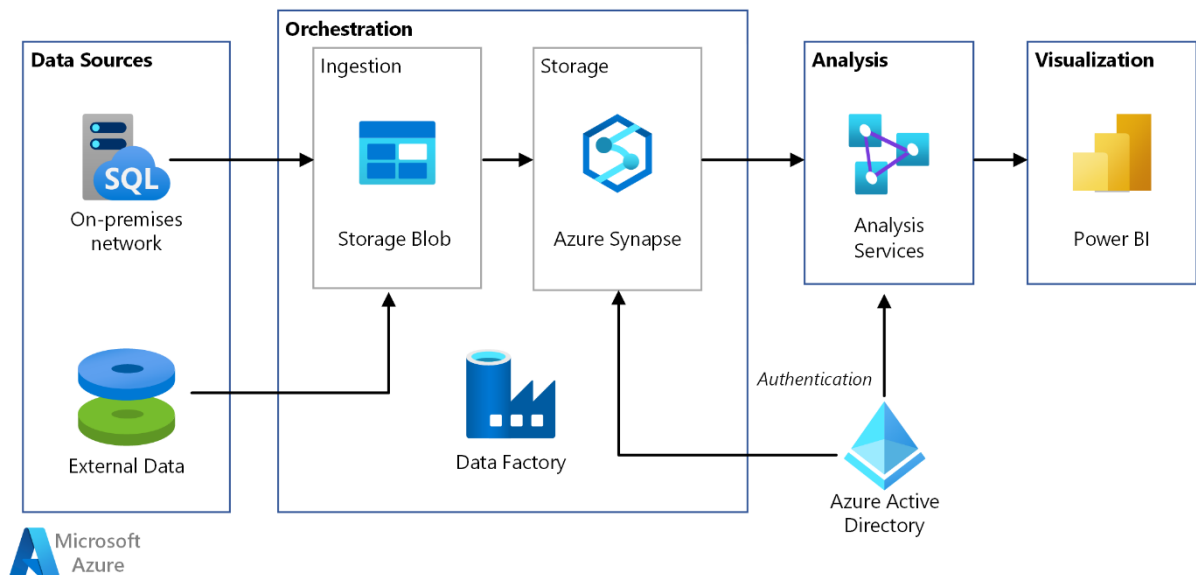 Orchestration
Data Sources
Ingestion
Storage
Analysis
Visualization
SQL
On-premises
network
Storage Blob
Azure Synapse
Analysis
Services
Power BI
Authentication
External Data
Data Factory
Azure Active
Directory
Microsoft
Azure